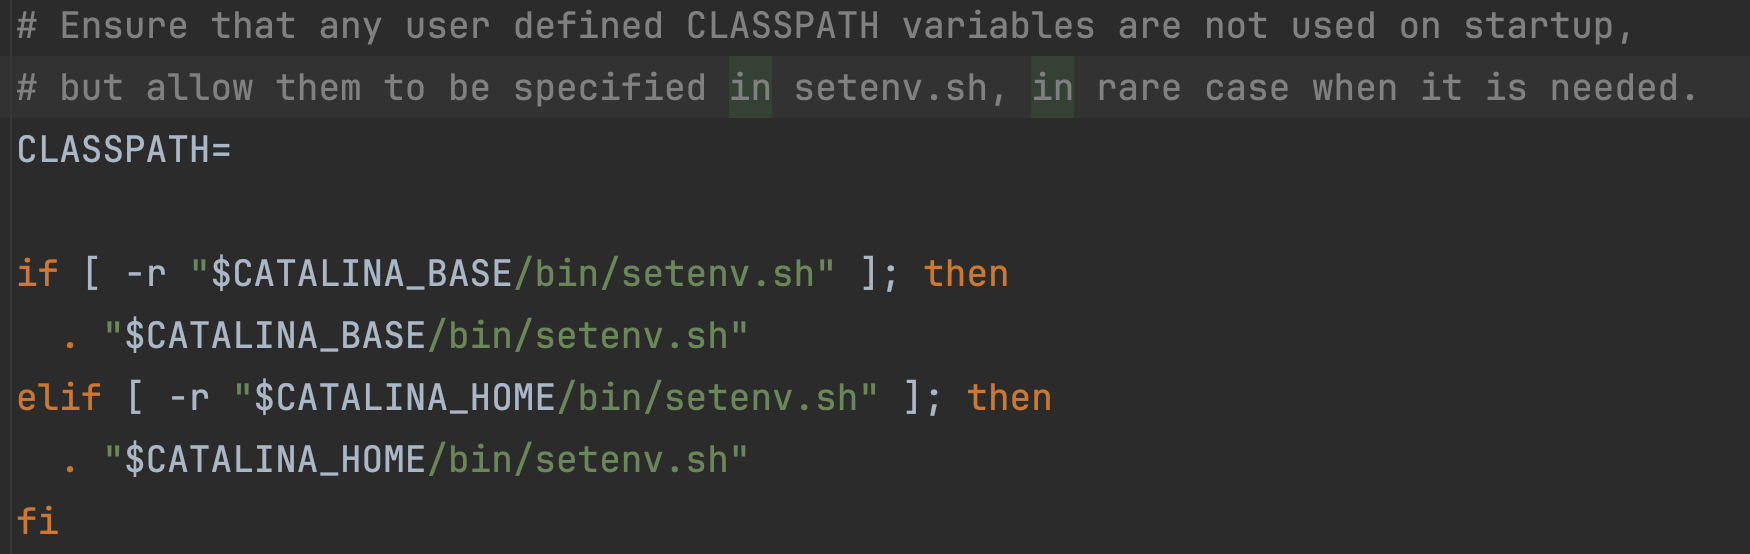 # Ensure that any user defined CLASSPATH variables are not used on startup,
# but allow them to be specified in setenv.sh, in rare case when it is needed.
CLASSPATH=
if [ -r "$CATALINA_BASE/bin/setenv.sh" ]; then
  . "$CATALINA_BASE/bin/setenv.sh"
elif [ -r "$CATALINA_HOME/bin/setenv.sh" ]; then
  . "$CATALINA_HOME/bin/setenv.sh"
fi